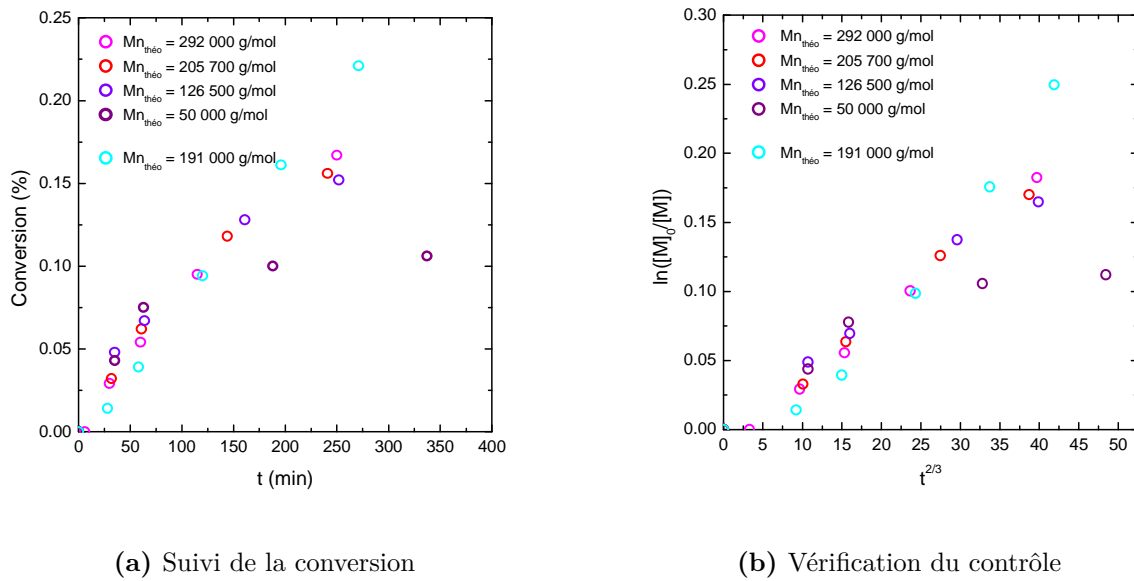 Mnthéo = 292 000 g/mol
Mnthéo = 205 700 g/mol
Mnthéo = 126 500 g/mol
Mnthéo = 50 000 g/mol
Mnthéo = 191 000 g/mol
0.25
0.20
0.15
0.10
0.05
0.00
Conversion (%)
0 50 100 150 200 250 300 350 400
t (min)
(a) Suivi de la conversion
Mnthéo = 292 000 g/mol
Mnthéo = 205 700 g/mol
Mnthéo = 126 500 g/mol
Mnthéo = 50 000 g/mol
Mnthéo = 191 000 g/mol
0.30
0.25
0.20
0.15
0.10
0.05
0.00
ln([M]0/[M])
0 5 10 15 20 25 30 35 40 45 50
t2/3
(b) Vérification du contrôle